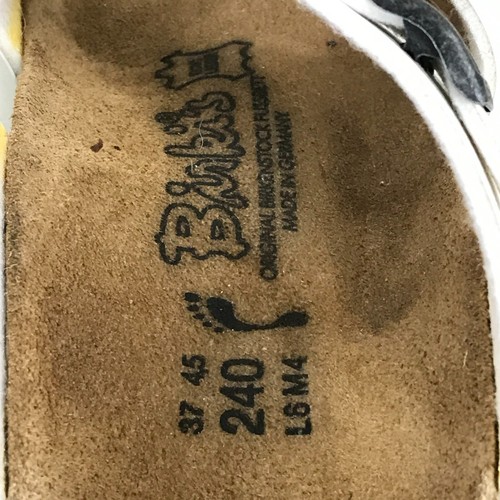 Birki's
ORIGINAL BIRKENSTOCK FUSSBETT
MADE IN GERMANY
37 45
240
L6 M4